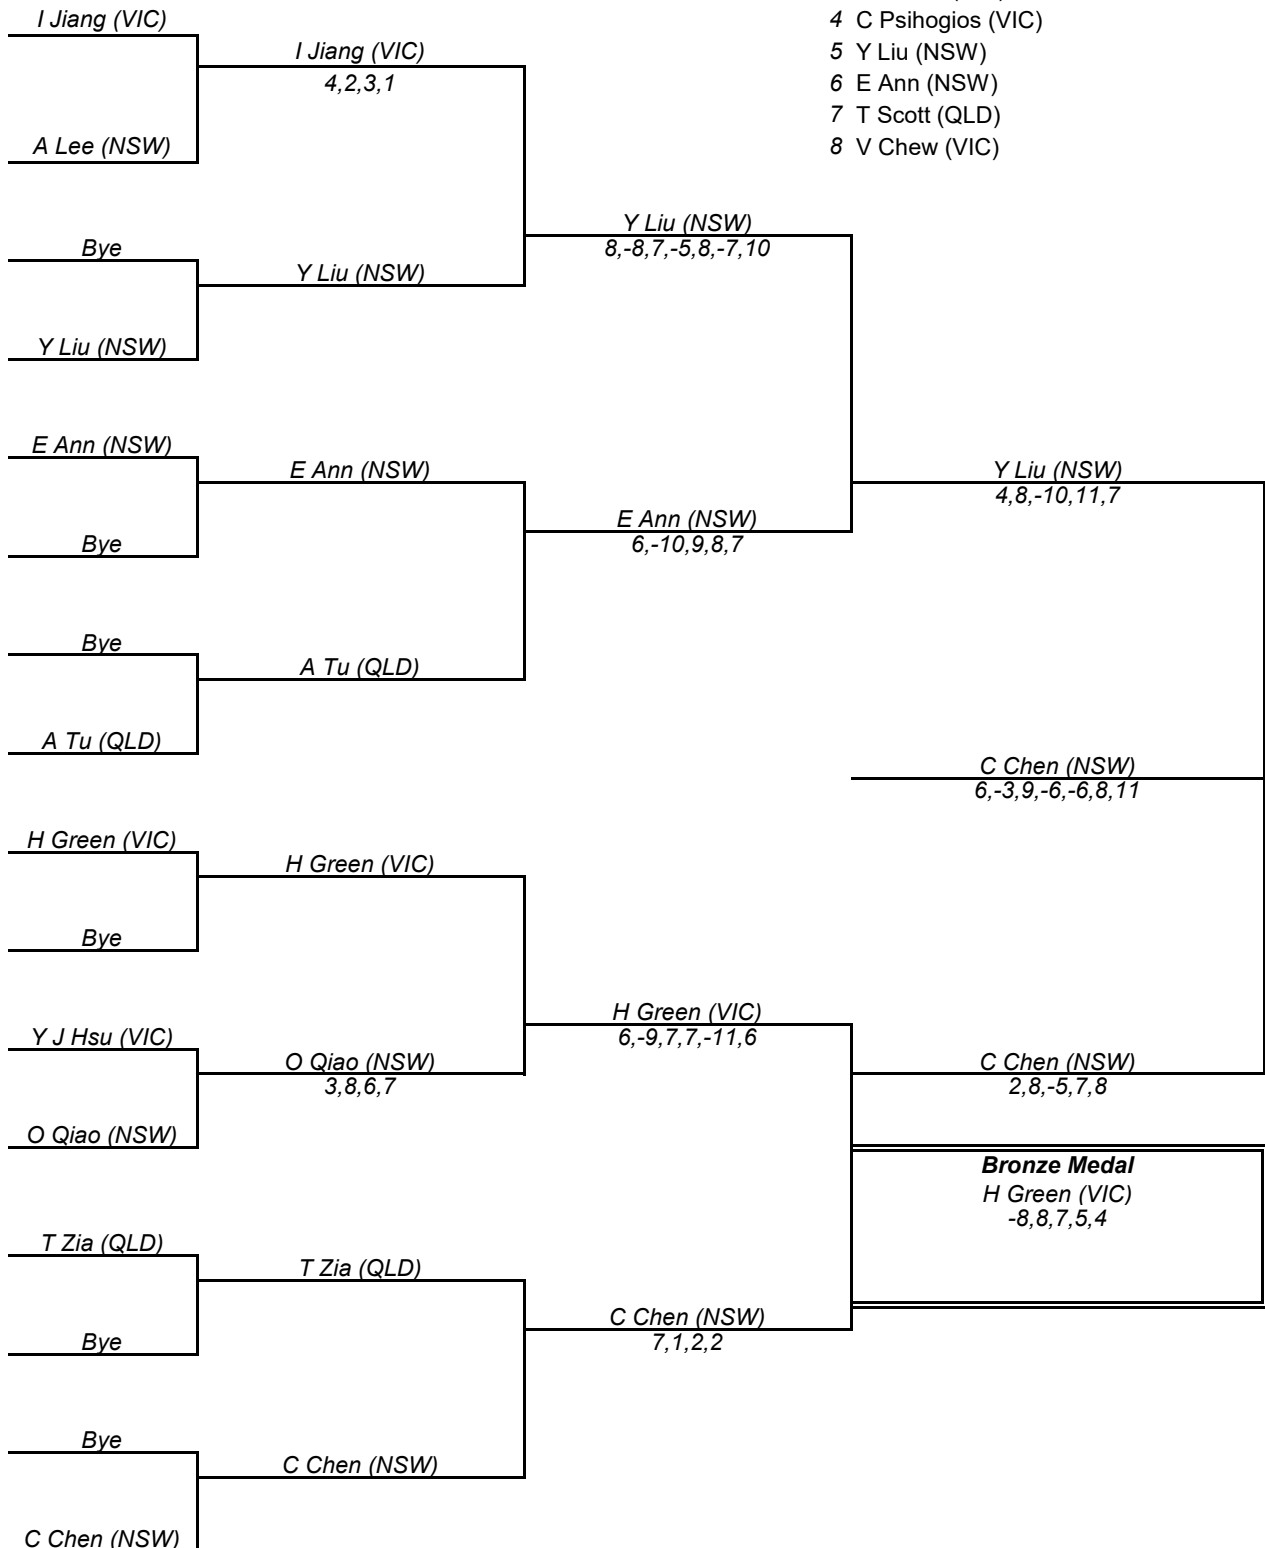 I Jiang (VIC)
A Lee (NSW)
Bye
Y Liu (NSW)
E Ann (NSW)
Bye
Bye
A Tu (QLD)
H Green (VIC)
Bye
Y J Hsu (VIC)
O Qiao (NSW)
T Zia (QLD)
Bye
Bye
C Chen (NSW)
I Jiang (VIC)
4,2,3,1
Y Liu (NSW)
E Ann (NSW)
A Tu (QLD)
H Green (VIC)
O Qiao (NSW)
3,8,6,7
T Zia (QLD)
C Chen (NSW)
Y Liu (NSW)
8,-8,7,-5,8,-7,10
E Ann (NSW)
6,-10,9,8,7
H Green (VIC)
6,-9,7,7,-11,6
C Chen (NSW)
7,1,2,2
4 C Psihogios (VIC)
5 Y Liu (NSW)
6 E Ann (NSW)
7 T Scott (QLD)
8 V Chew (VIC)
Y Liu (NSW)
4,8,-10,11,7
C Chen (NSW)
6,-3,9,-6,-6,8,11
C Chen (NSW)
2,8,-5,7,8
Bronze Medal
H Green (VIC)
-8,8,7,5,4